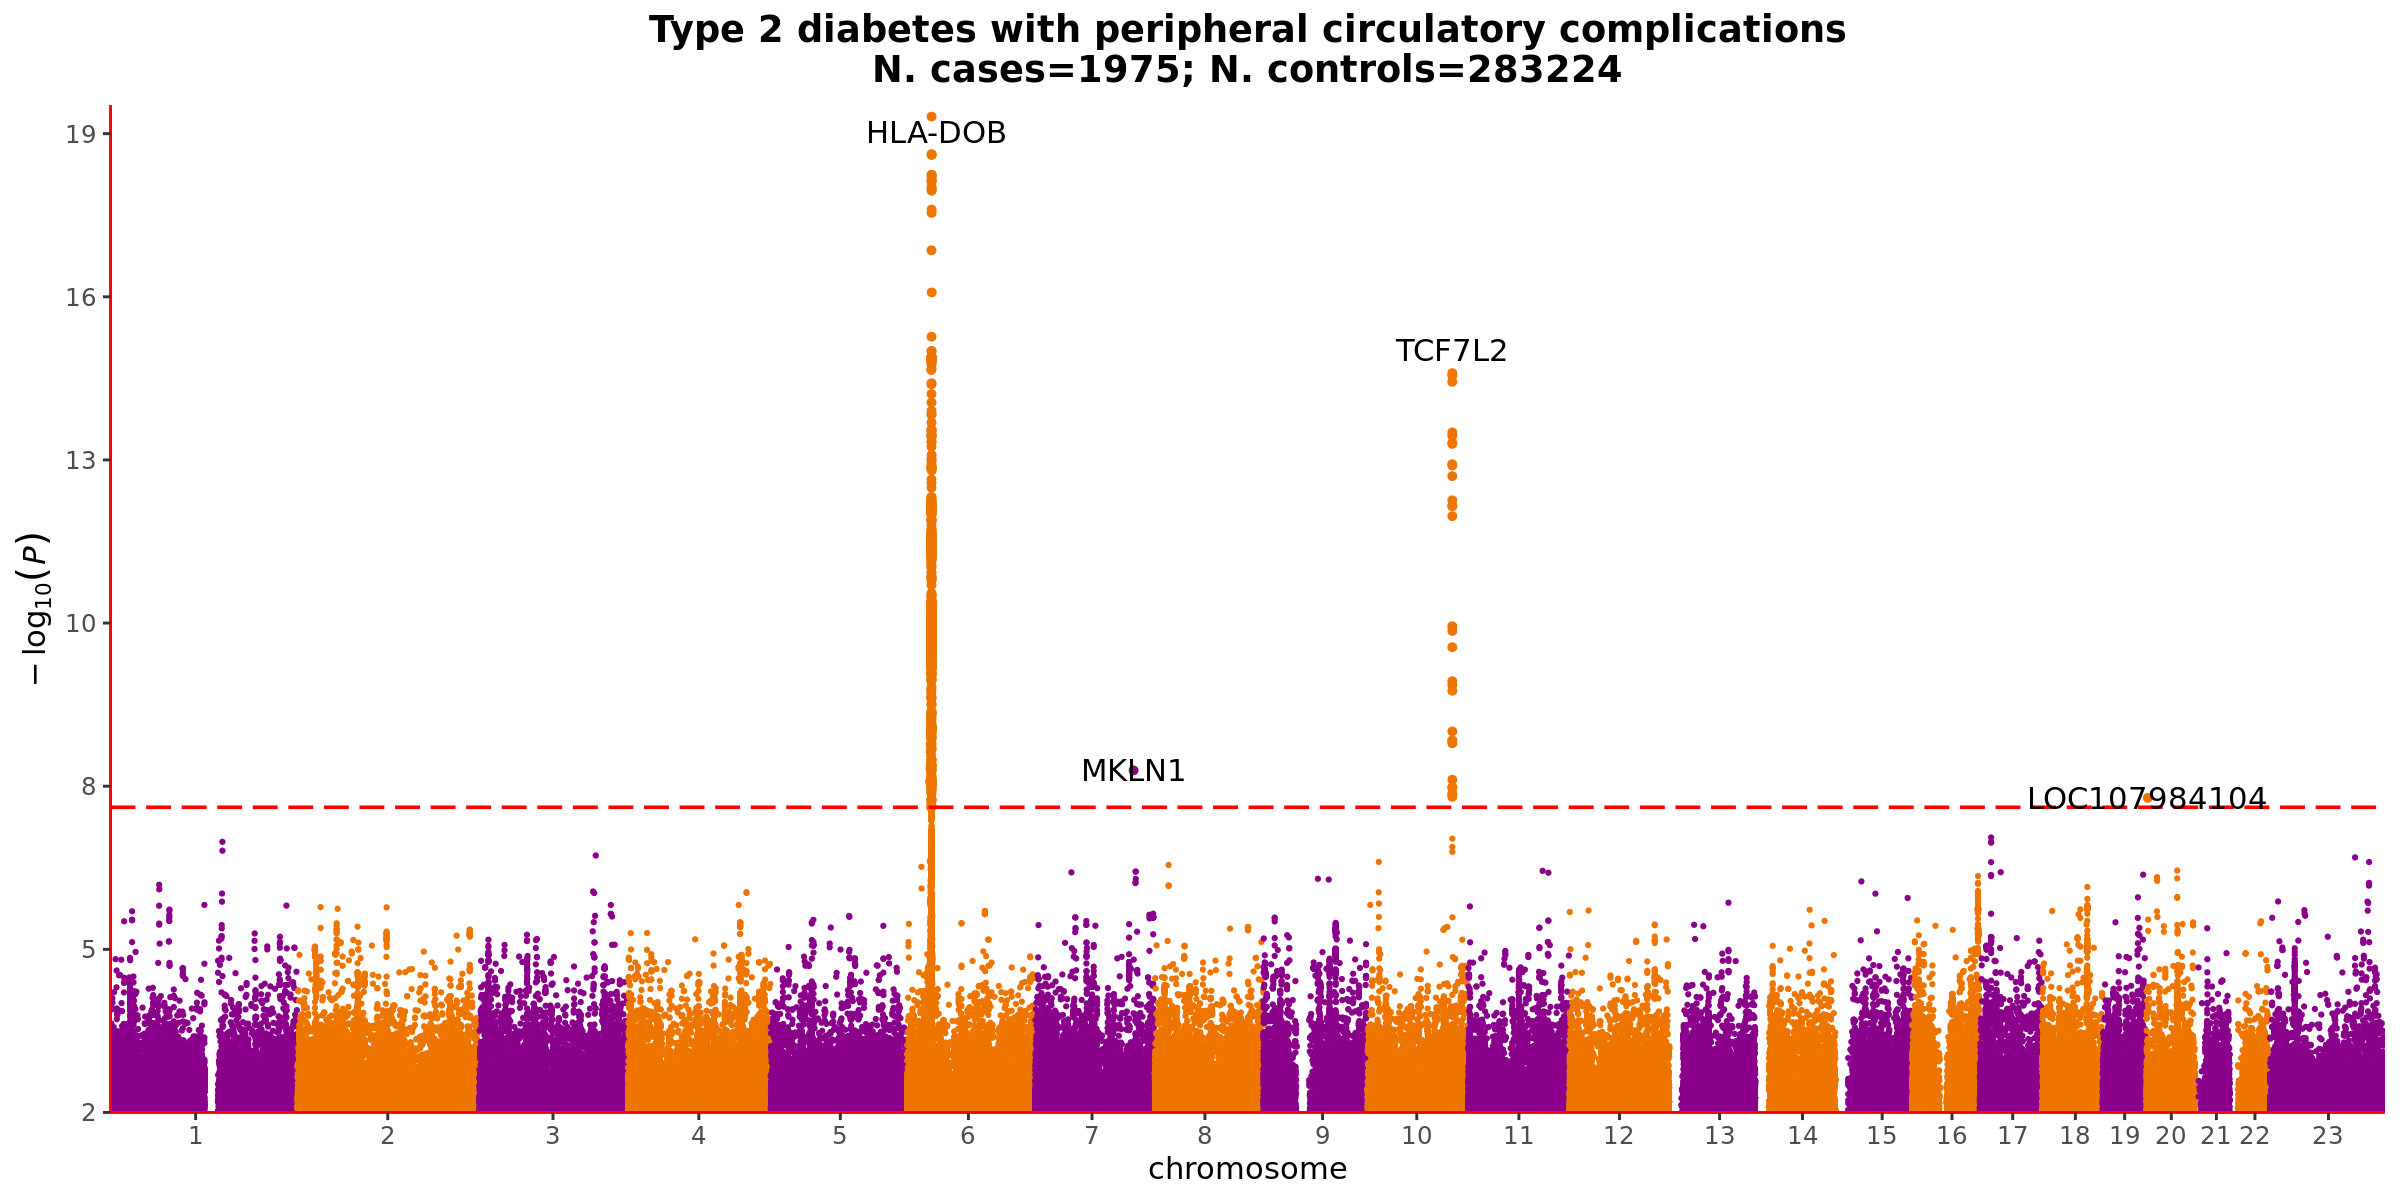 Type 2 diabetes with peripheral circulatory complications
N. cases=1975; N. controls=283224
19
16
13
10
8
5
2
−log10(P)
HLA-DOB
TCF7L2
MKLN1
LOC107984104
1 2 3 4 5 6 7 8 9 10 11 12 13 14 15 16 17 18 19 20 21 22 23
chromosome